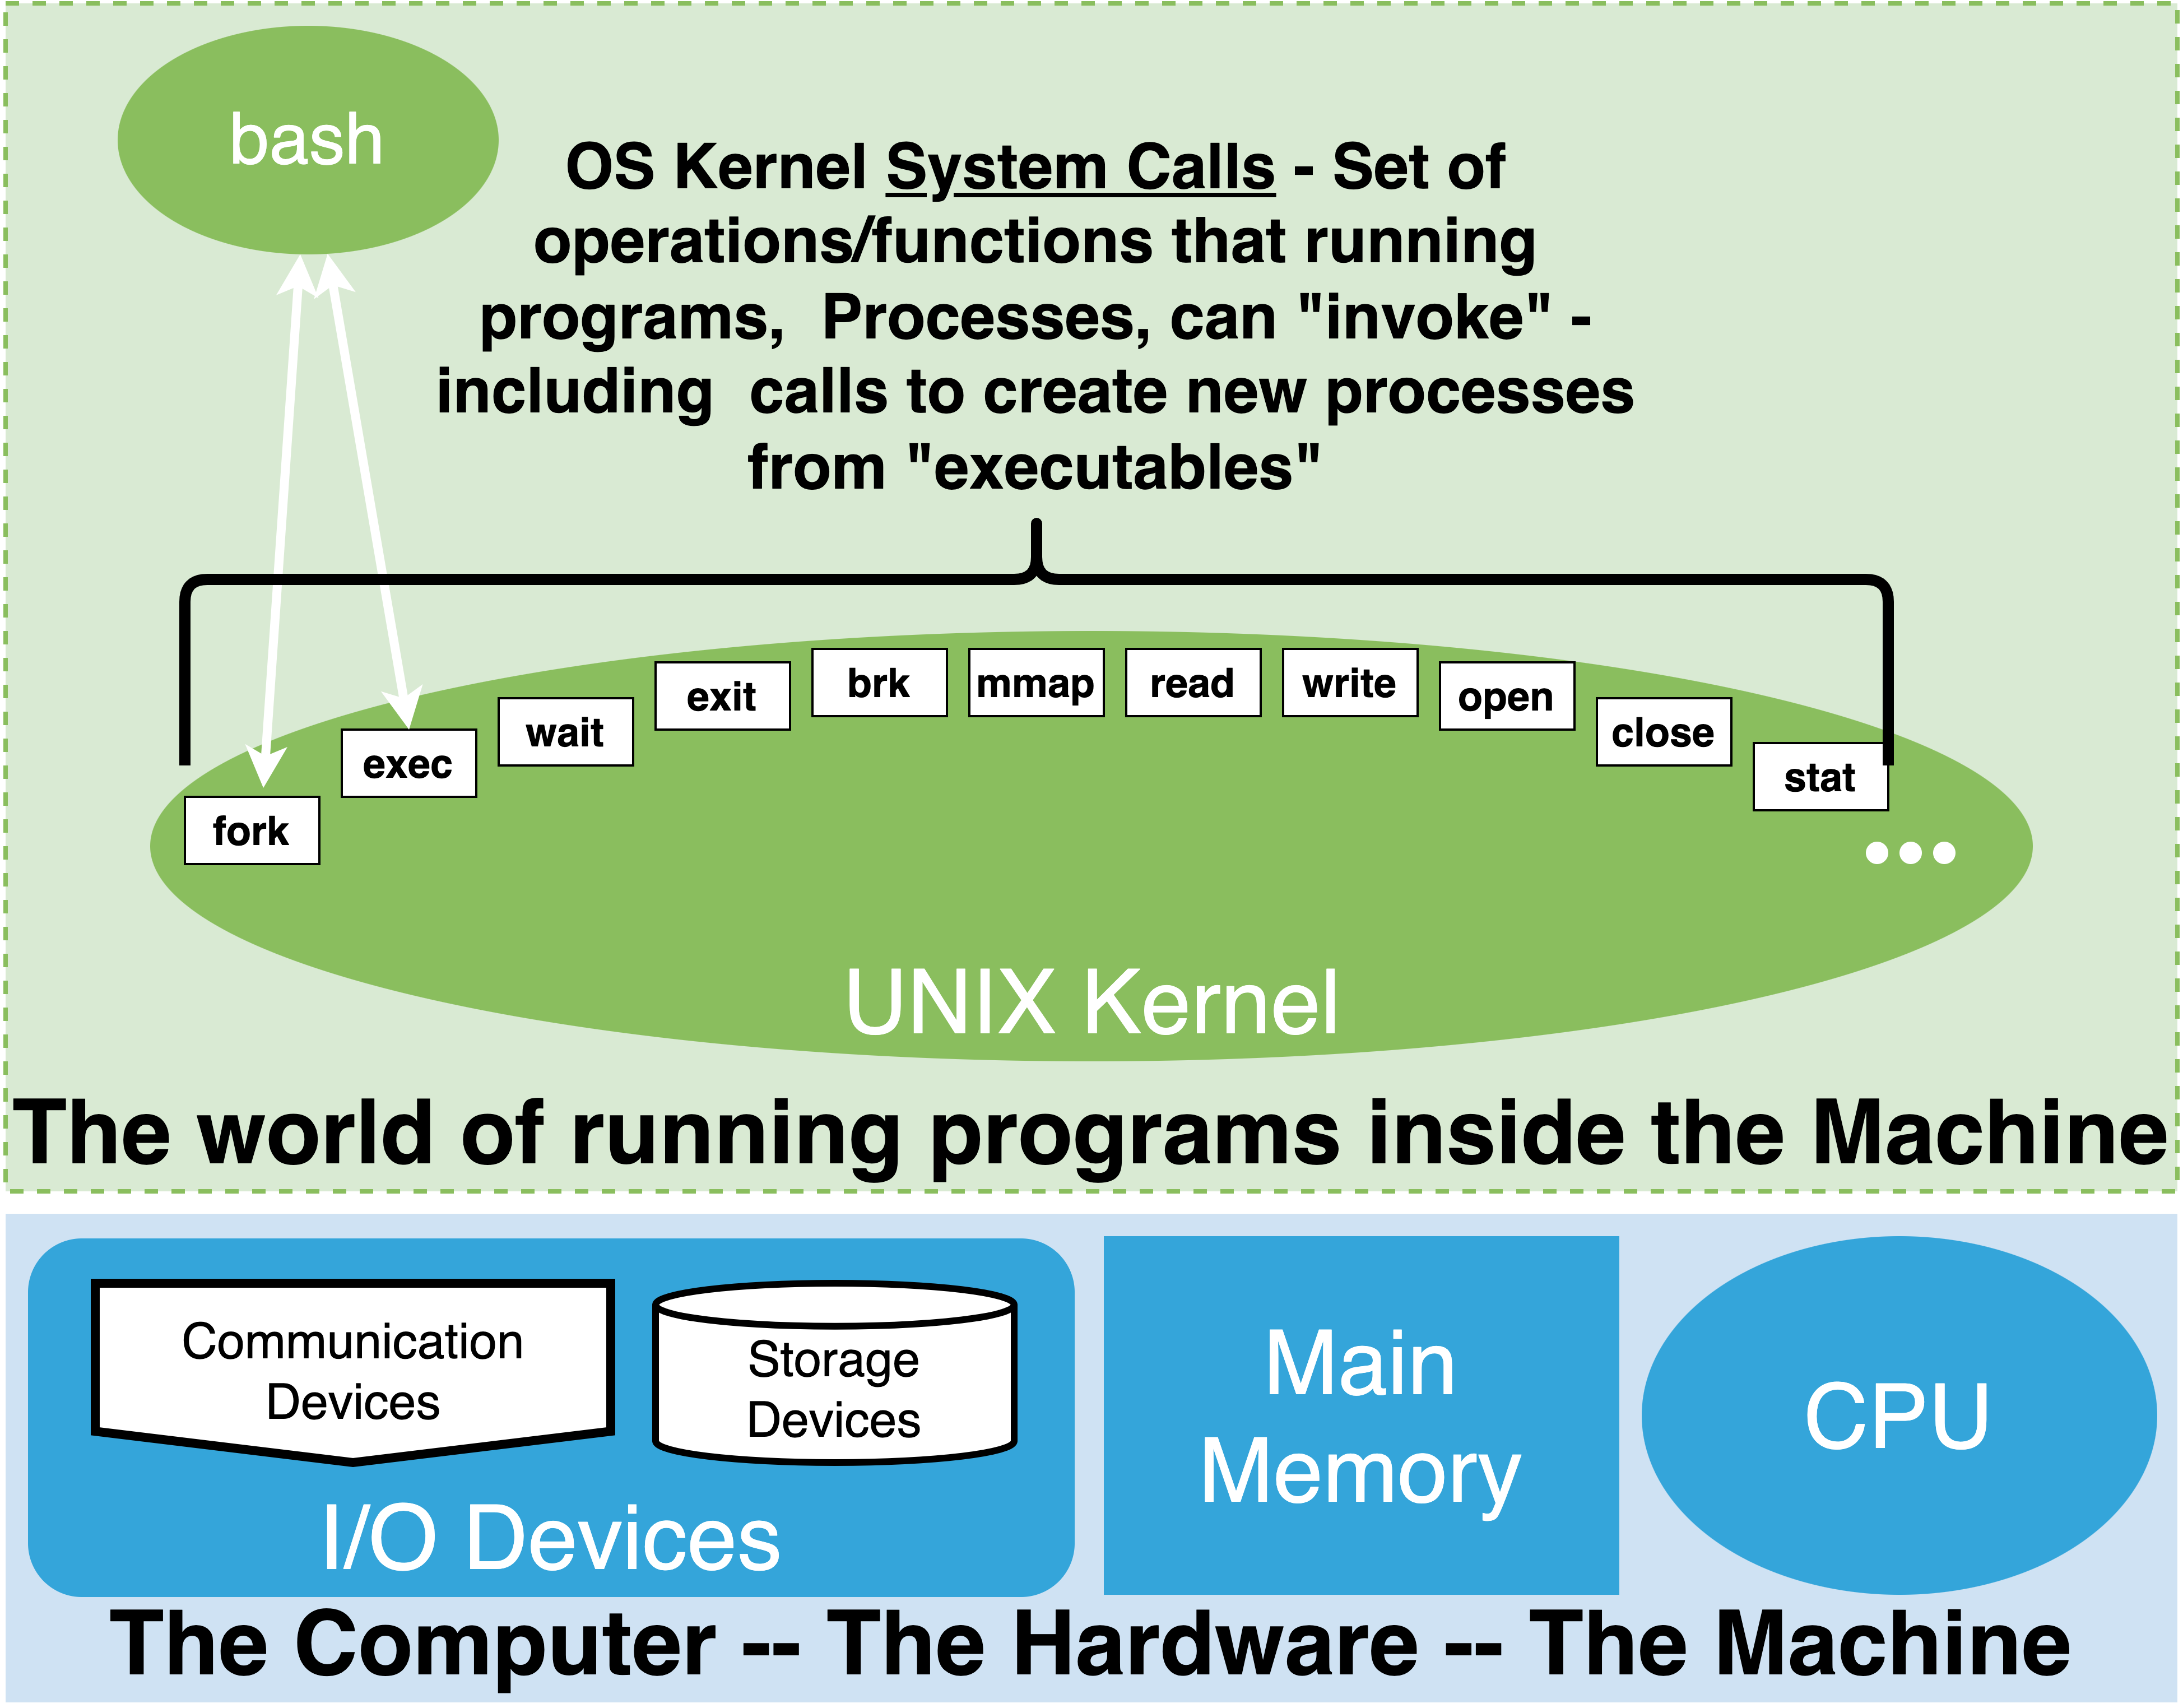 bash
OS Kernel System Calls - Set of
operations/functions that running
programs,  Processes, can "invoke" -
including  calls to create new processes
from "executables"
fork
exec
wait
exit
brk
mmap
read
write
open
close
stat
UNIX Kernel
The world of running programs inside the Machine
Communication
Devices
Storage
Devices
I/O Devices
Main
Memory
CPU
The Computer -- The Hardware -- The Machine